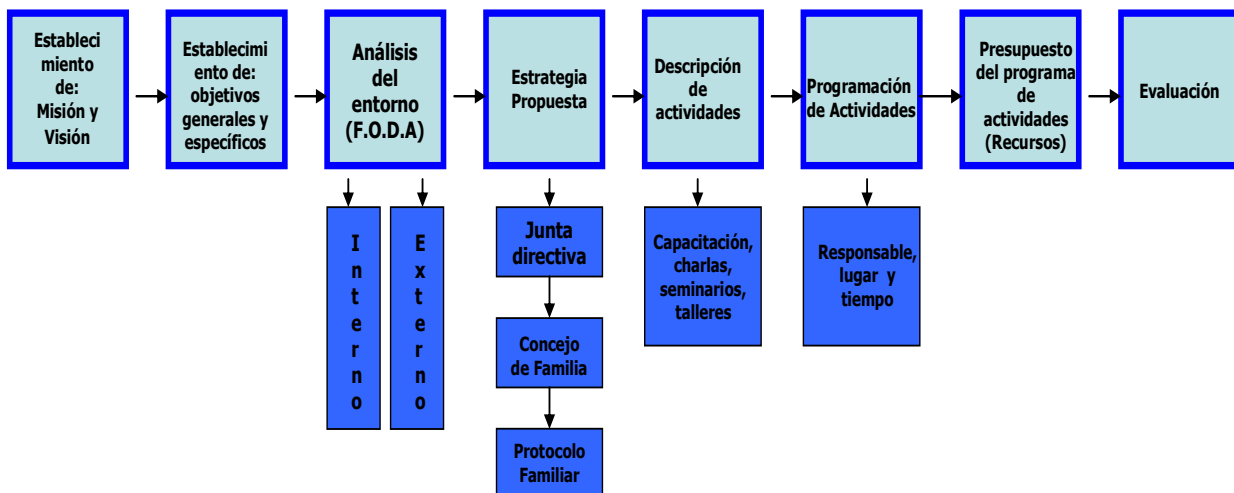 Estableci
miento
de:
Misión y
Visión
Establecimi
ento de:
objetivos
generales y
específicos
Análisis
del
entorno
(F.O.D.A)
Estrategia
Propuesta
Descripción
de
actividades
Programación
de Actividades
Presupuesto
del programa
de
actividades
(Recursos)
Evaluación
I
n
t
e
r
n
o
E
x
t
e
r
n
o
Junta
directiva
Concejo
de Familia
Protocolo
Familiar
Capacitación,
charlas,
seminarios,
talleres
Responsable,
lugar y
tiempo